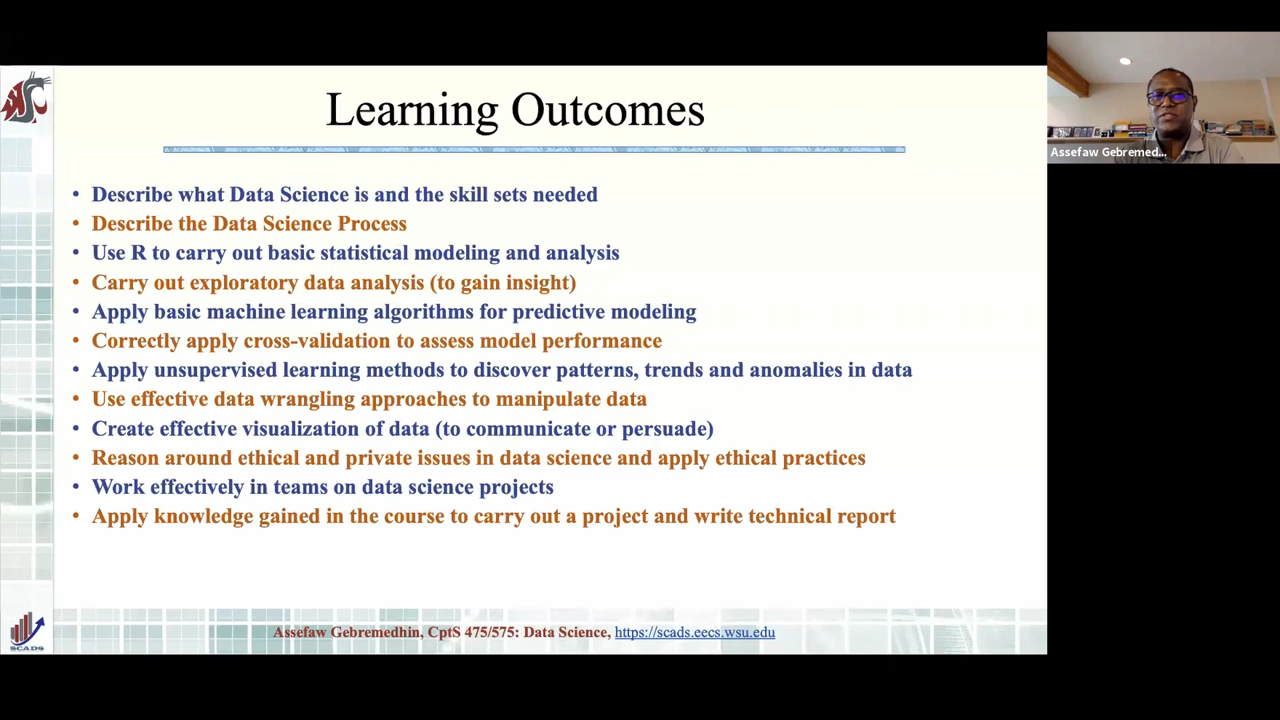 Learning Outcomes
• Describe what Data Science is and the skill sets needed
• Describe the Data Science Process
• Use R to carry out basic statistical modeling and analysis
• Carry out exploratory data analysis (to gain insight)
• Apply basic machine learning algorithms for predictive modeling
• Correctly apply cross-validation to assess model performance
• Apply unsupervised learning methods to discover patterns, trends and anomalies in data
• Use effective data wrangling approaches to manipulate data
• Create effective visualization of data (to communicate or persuade)
• Reason around ethical and private issues in data science and apply ethical practices
• Work effectively in teams on data science projects
• Apply knowledge gained in the course to carry out a project and write technical report
Assefaw Gebremedhin, CptS 475/575: Data Science, https://scads.eecs.wsu.edu
SCADS
Assefaw Gebremed...